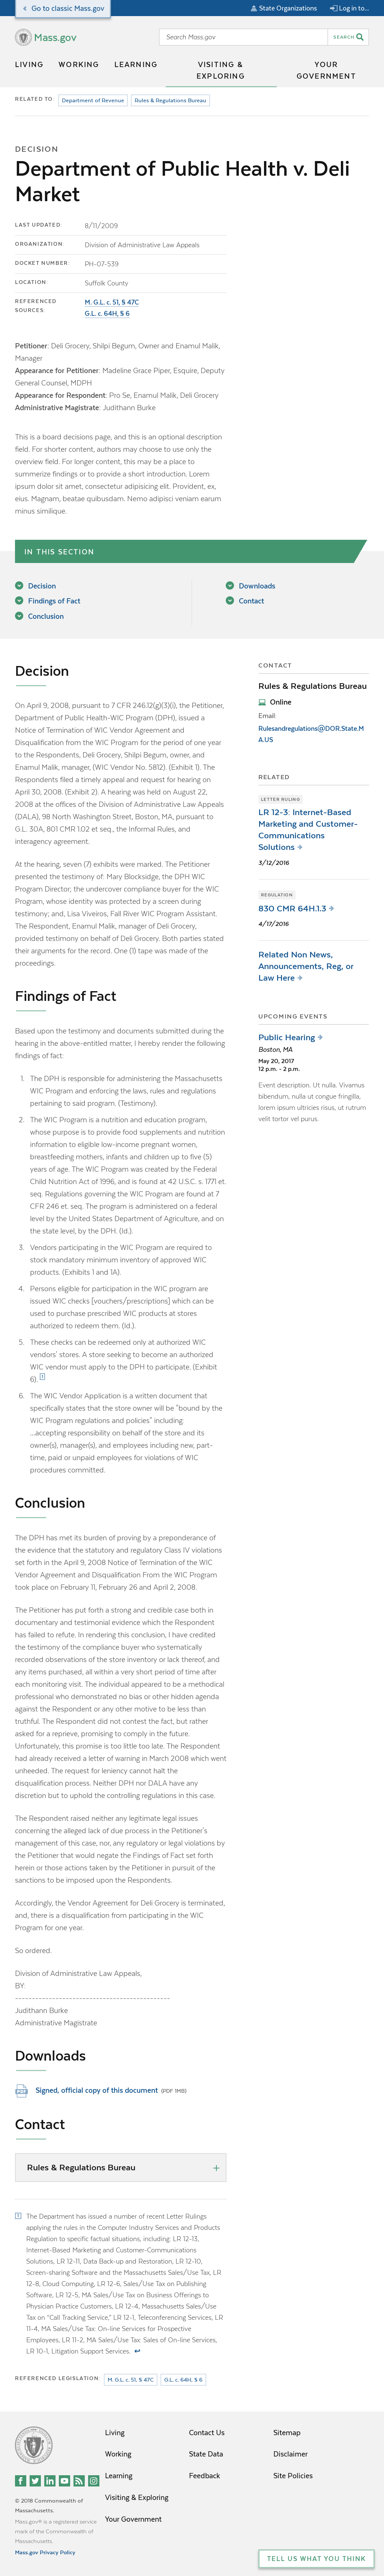 Go to classic Mass.gov
State Organizations
Log in to...
Mass.gov
Search Mass.gov
SEARCH
LIVING
WORKING
LEARNING
VISITING &
EXPLORING
YOUR
GOVERNMENT
RELATED TO
Department of Revenue
Rules & Regulations Bureau
DECISION
Department of Public Health v. Deli
Market
LAST UPDATED:
8/11/2009
ORGANIZATION:
Division of Administrative Law Appeals
DOCKET NUMBER:
PH-07-539
LOCATION:
Suffolk County
REFERENCED
SOURCES:
M. G.L. c. 51, § 47C
G.L. c. 64H, § 6
Petitioner: Deli Grocery, Shilpi Begum, Owner and Enamul Malik,
Manager
Appearance for Petitioner: Madeline Grace Piper, Esquire, Deputy
General Counsel, MDPH
Appearance for Respondent: Pro Se, Enamul Malik, Deli Grocery
Administrative Magistrate: Judithann Burke
This is a board decisions page, and this is an optional description
field. For shorter content, authors may choose to use only the
overview field. For longer content, this may be a place to
summerize findings or to provide a short introduction. Lorem
ipsum dolor sit amet, consectetur adipisicing elit. Provident, ex,
eius. Magnam, beatae quibusdam. Nemo adipisci veniam earum
minus similique.
IN THIS SECTION
Decision
Findings of Fact
Conclusion
Downloads
Contact
Decision
On April 9, 2008, pursuant to 7 CFR 246.12(g)(3)(i), the Petitioner,
Department of Public Health-WIC Program (DPH), issued a
Notice of Termination of WIC Vendor Agreement and
Disqualification from the WIC Program for the period of one year
to the Respondents, Deli Grocery, Shilpi Begum, owner, and
Enamul Malik, manager, (WIC Vendor No. 5812). (Exhibit 1). The
Respondents filed a timely appeal and request for hearing on
April 30, 2008. (Exhibit 2). A hearing was held on August 22,
2008 at the offices of the Division of Administrative Law Appeals
(DALA), 98 North Washington Street, Boston, MA, pursuant to
G.L. 30A, 801 CMR 1.02 et seq., the Informal Rules, and
interagency agreement.
At the hearing, seven (7) exhibits were marked. The Petitioner
presented the testimony of: Mary Blocksidge, the DPH WIC
Program Director; the undercover compliance buyer for the WIC
Program, whose identity was protected behind a screen during
testimony; and, Lisa Viveiros, Fall River WIC Program Assistant.
The Respondent, Enamul Malik, manager of Deli Grocery,
provided testimony on behalf of Deli Grocery. Both parties stated
their arguments for the record. One (1) tape was made of the
proceedings.
Findings of Fact
Based upon the testimony and documents submitted during the
hearing in the above-entitled matter, I hereby render the following
findings of fact:
1. The DPH is responsible for administering the Massachusetts
WIC Program and enforcing the laws, rules and regulations
pertaining to said program. (Testimony).
2. The WIC Program is a nutrition and education program,
whose purpose is to provide food supplements and nutrition
information to eligible low-income pregnant women,
breastfeeding mothers, infants and children up to five (5)
years of age. The WIC Program was created by the Federal
Child Nutrition Act of 1996, and is found at 42 U.S.C. s. 1771 et
seq. Regulations governing the WIC Program are found at 7
CFR 246 et. seq. The program is administered at a federal
level by the United States Department of Agriculture, and on
the state level, by the DPH. (Id.).
3. Vendors participating in the WIC Program are required to
stock mandatory minimum inventory of approved WIC
products. (Exhibits 1 and 1A).
4. Persons eligible for participation in the WIC program are
issued WIC checks [vouchers/prescriptions] which can be
used to purchase prescribed WIC products at stores
authorized to redeem them. (Id.).
5. These checks can be redeemed only at authorized WIC
vendors' stores. A store seeking to become an authorized
WIC vendor must apply to the DPH to participate. (Exhibit
6). 1
6. The WIC Vendor Application is a written document that
specifically states that the store owner will be "bound by the
WIC Program regulations and policies" including:
....accepting responsibility on behalf of the store and its
owner(s), manager(s), and employees including new, part-
time, paid or unpaid employees for violations of WIC
procedures committed.
Conclusion
The DPH has met its burden of proving by a preponderance of
the evidence that the statutory and regulatory Class IV violations
set forth in the April 9, 2008 Notice of Termination of the WIC
Vendor Agreement and Disqualification From the WIC Program
took place on February 11, February 26 and April 2, 2008.
The Petitioner has put forth a strong and credible case both in
documentary and testimonial evidence which the Respondent
has failed to refute. In rendering this conclusion, I have credited
the testimony of the compliance buyer who systematically
recorded observations of the interactions at the store and the
items purchased, all within a very short period of time after
each monitoring visit. The individual appeared to be a methodical
professional who demonstrated no bias or other hidden agenda
against the Respondent or any other motive to be less than
truthful. The Respondent did not contest the fact, but rather
asked for a reprieve, or promising to comply in the future.
Unfortunately, this promise is too little too late. The Respondent
had already received a letter of warning in March 2008 which went
unheeded. The request for leniency cannot halt the
disqualification process. Neither DPH nor DALA have any
discretion but to uphold the controlling regulations in this case.
The Respondent raised neither any legitimate legal issues
concerning the alleged lack of due process in the Petitioner's
management of this case, nor, any regulatory or legal violations by
the Petitioner that would negate the Petitioner's case as set forth
herein or those actions taken by the Petitioner in pursuit of the
sanctions to be imposed upon the Respondents.
Accordingly, the Vendor Agreement for Deli Grocery is terminated,
and, there is a disqualification from participating in the WIC
Program for one year.
So ordered.
Division of Administrative Law Appeals,
BY:
----------------------------------------------
Judithann Burke
Administrative Magistrate
Downloads
Signed, official copy of this document (PDF 1MB)
Contact
Rules & Regulations Bureau
1 The Department has issued a number of recent Letter Rulings
applying the rules in the Computer Industry Services and Products
Regulation to specific factual situations, including: LR 12-13,
Internet-Based Marketing and Customer-Communications
Solutions, LR 12-11, Data Back-up and Restoration, LR 12-10,
Screen-sharing Software and the Massachusetts Sales/Use Tax, LR
12-8, Cloud Computing, LR 12-6, Sales/Use Tax on Publishing
Software, LR 12-5, MA Sales/Use Tax on Business Offerings to
Physician Practice Customers, LR 12-4, Massachusetts Sales/Use
Tax on "Call Tracking Service," LR 12-1, Teleconferencing Services, LR
11-4, MA Sales/Use Tax: On-line Services for Prospective
Employees, LR 11-2, MA Sales/Use Tax: Sales of On-line Services,
LR 10-1, Litigation Support Services.
REFERENCED LEGISLATION:
M. G.L. c. 51, § 47C
G.L. c. 64H, § 6
CONTACT
Rules & Regulations Bureau
Online
Email:
Rulesandregulations@DOR.State.M
A.US
RELATED
LETTER RULING
LR 12-3: Internet-Based
Marketing and Customer-
Communications
Solutions
3/12/2016
REGULATION
830 CMR 64H.1.3
4/17/2016
Related Non News,
Announcements, Reg, or
Law Here
UPCOMING EVENTS
Public Hearing
Boston, MA
May 20, 2017
12 p.m. - 2 p.m.
Event description. Ut nulla. Vivamus
bibendum, nulla ut congue fringilla,
lorem ipsum ultricies risus, ut rutrum
velit tortor vel purus.
Living
Working
Learning
Visiting & Exploring
Your Government
Contact Us
State Data
Feedback
Sitemap
Disclaimer
Site Policies
© 2018 Commonwealth of
Massachusetts.
Mass.gov® is a registered service
mark of the Commonwealth of
Massachusetts.
Mass.gov Privacy Policy
TELL US WHAT YOU THINK